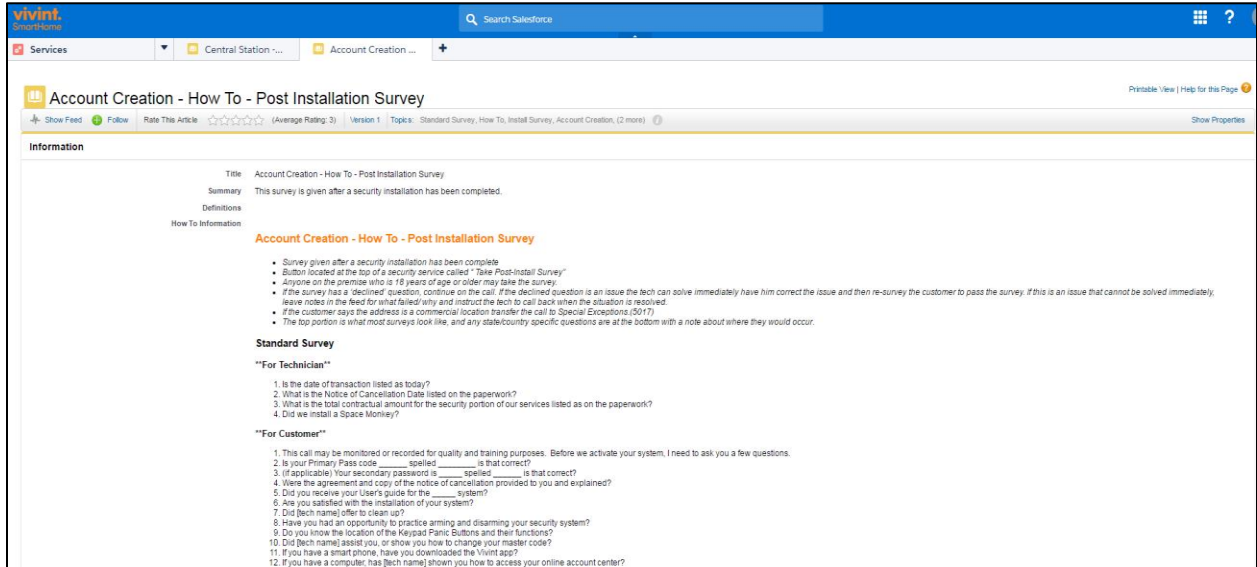 vivint.
SmartHome
Search Salesforce
?
Services
Central Station -...
Account Creation ...
+
Account Creation - How To - Post Installation Survey
Printable View | Help for this Page ?
Show Feed Follow Rate This Article (Average Rating: 3) Version 1 Topics: Standard Survey, How To, Install Survey, Account Creation, (2 more) i
Show Properties
Information
Title Account Creation - How To - Post Installation Survey
Summary This survey is given after a security installation has been completed.
Definitions
How To Information
Account Creation - How To - Post Installation Survey
• Survey given after a security installation has been complete
• Button located at the top of a security service called " Take Post-Install Survey"
• Anyone on the premise who is 18 years of age or older may take the survey.
• If the survey has a 'declined' question, continue on the call. If the declined question is an issue the tech can solve immediately have him correct the issue and then re-survey the customer to pass the survey. If this is an issue that cannot be solved immediately,
leave notes in the feed for what failed/ why and instruct the tech to call back when the situation is resolved.
• If the customer says the address is a commercial location transfer the call to Special Exceptions.(5017)
• The top portion is what most surveys look like, and any state/country specific questions are at the bottom with a note about where they would occur.
Standard Survey
**For Technician**
1. Is the date of transaction listed as today?
2. What is the Notice of Cancellation Date listed on the paperwork?
3. What is the total contractual amount for the security portion of our services listed as on the paperwork?
4. Did we install a Space Monkey?
**For Customer**
1. This call may be monitored or recorded for quality and training purposes. Before we activate your system, I need to ask you a few questions.
2. Is your Primary Pass code ______ spelled ________ is that correct?
3. (if applicable) Your secondary password is _____ spelled ______ is that correct?
4. Were the agreement and copy of the notice of cancellation provided to you and explained?
5. Did you receive your User's guide for the _____ system?
6. Are you satisfied with the installation of your system?
7. Did [tech name] offer to clean up?
8. Have you had an opportunity to practice arming and disarming your security system?
9. Do you know the location of the Keypad Panic Buttons and their functions?
10. Did [tech name] assist you, or show you how to change your master code?
11. If you have a smart phone, have you downloaded the Vivint app?
12. If you have a computer, has [tech name] shown you how to access your online account center?